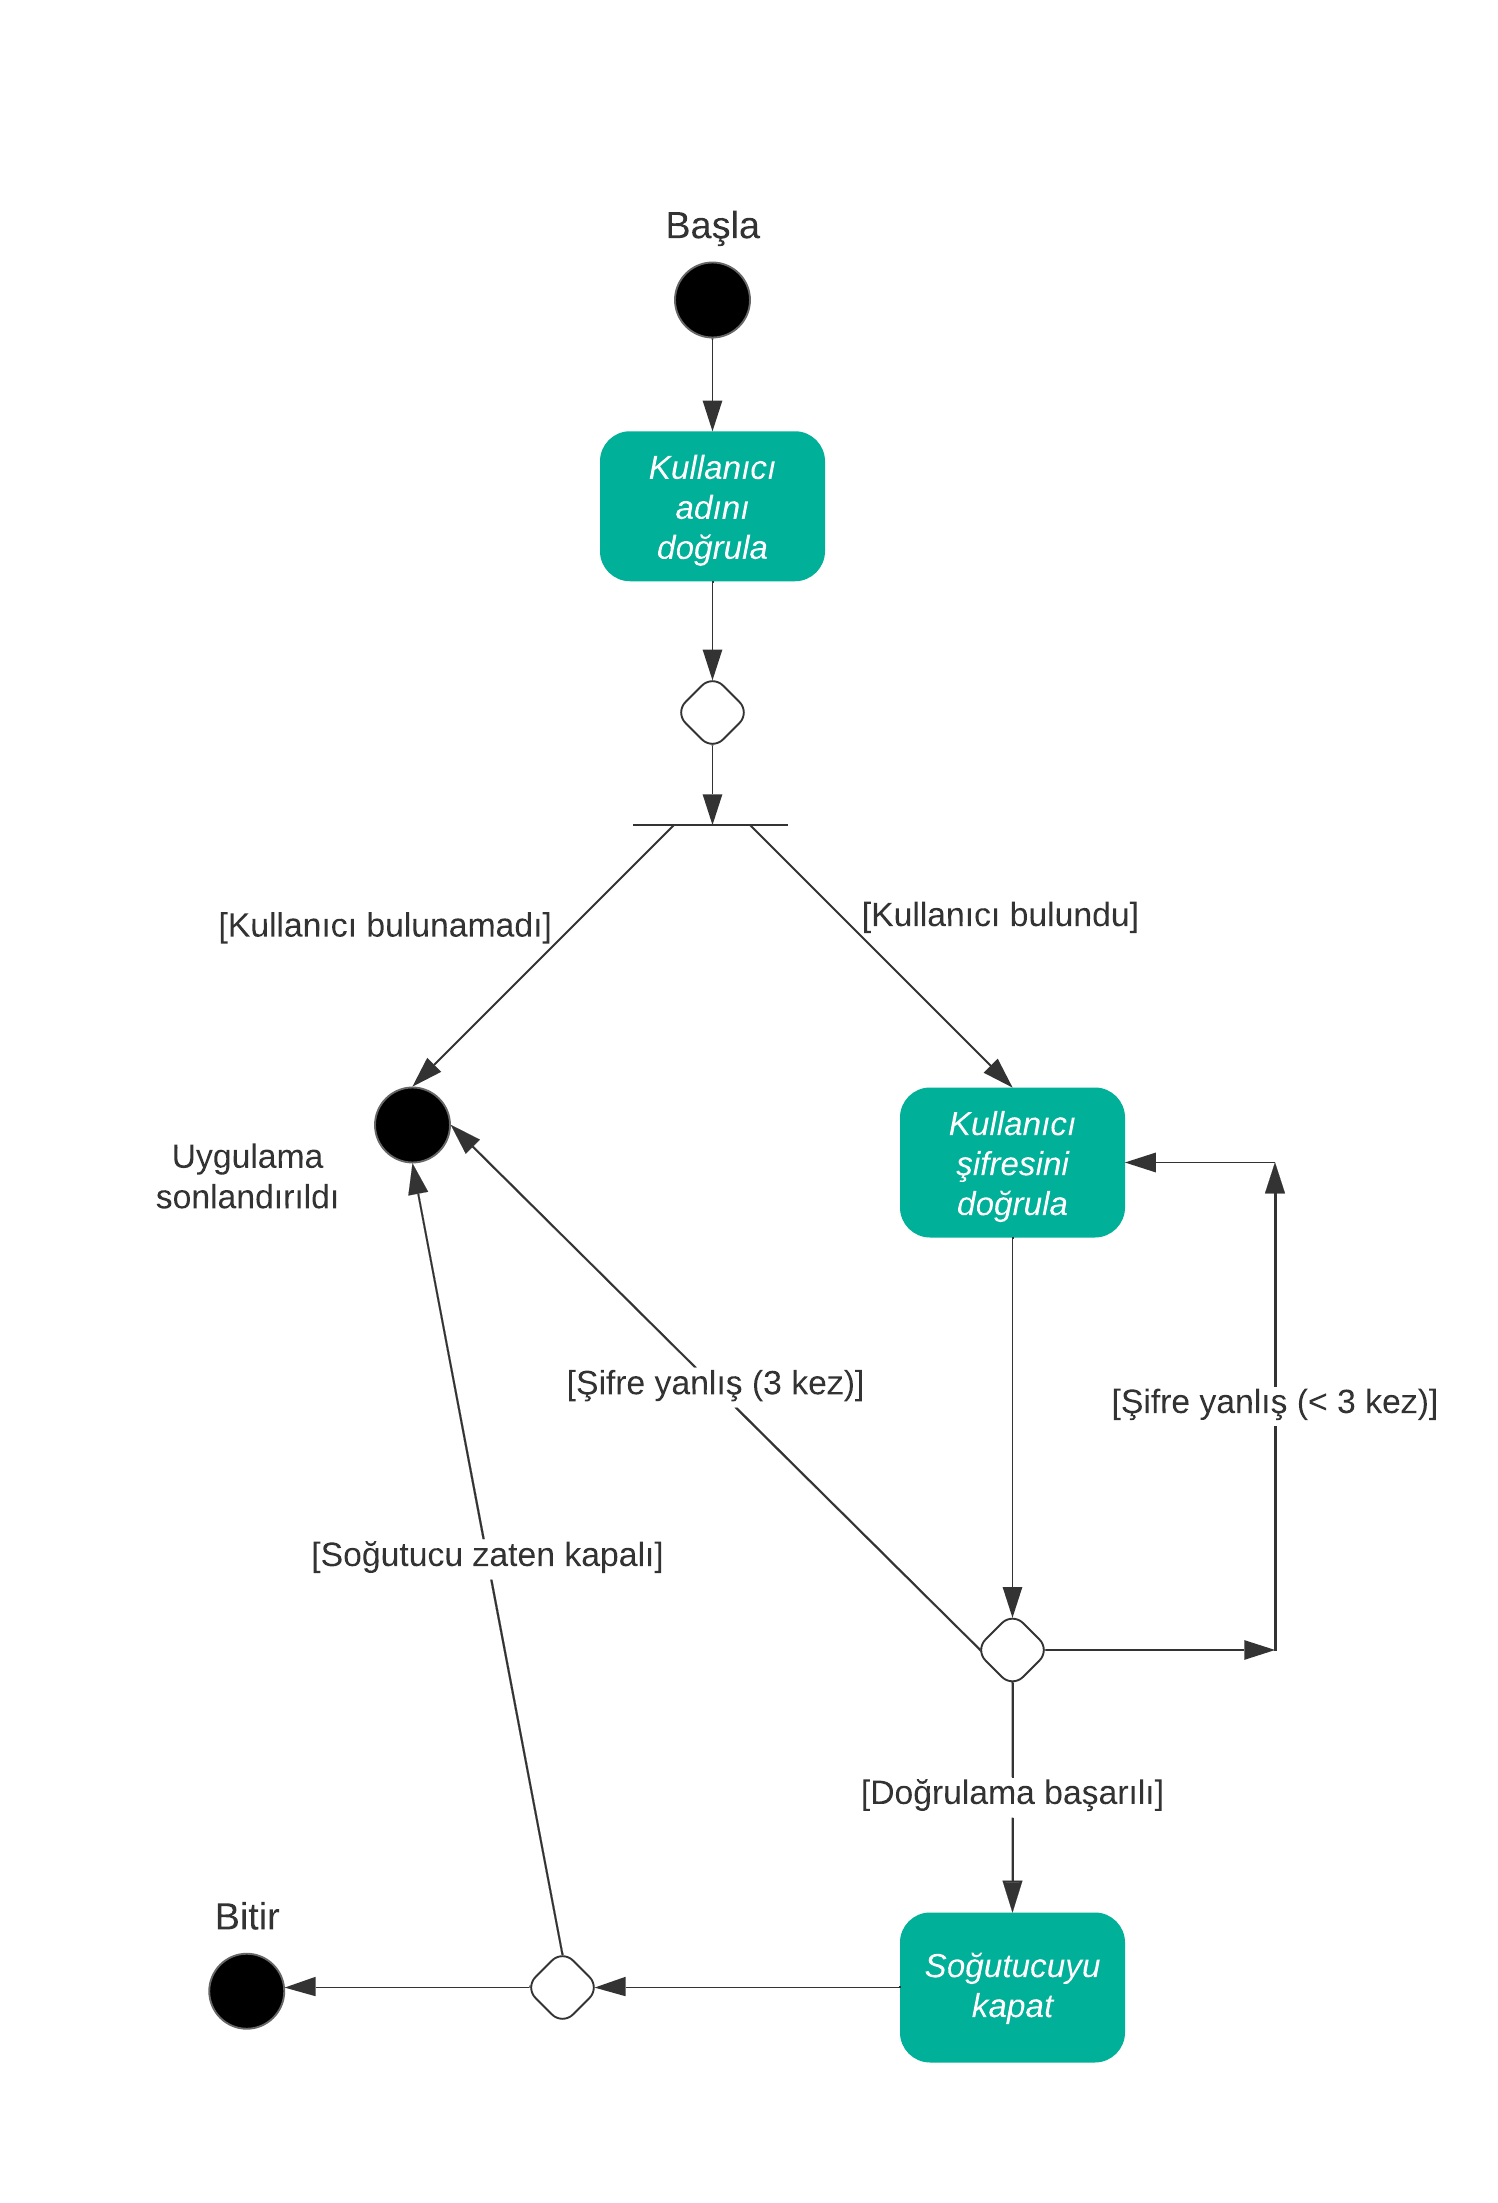 Başla
Kullanıcı
adını
doğrula
[Kullanıcı bulunamadı]
[Kullanıcı bulundu]
Uygulama
sonlandırıldı
Kullanıcı
şifresini
doğrula
[Şifre yanlış (3 kez)]
[Şifre yanlış (< 3 kez)]
[Soğutucu zaten kapalı]
[Doğrulama başarılı]
Bitir
Soğutucuyu
kapat